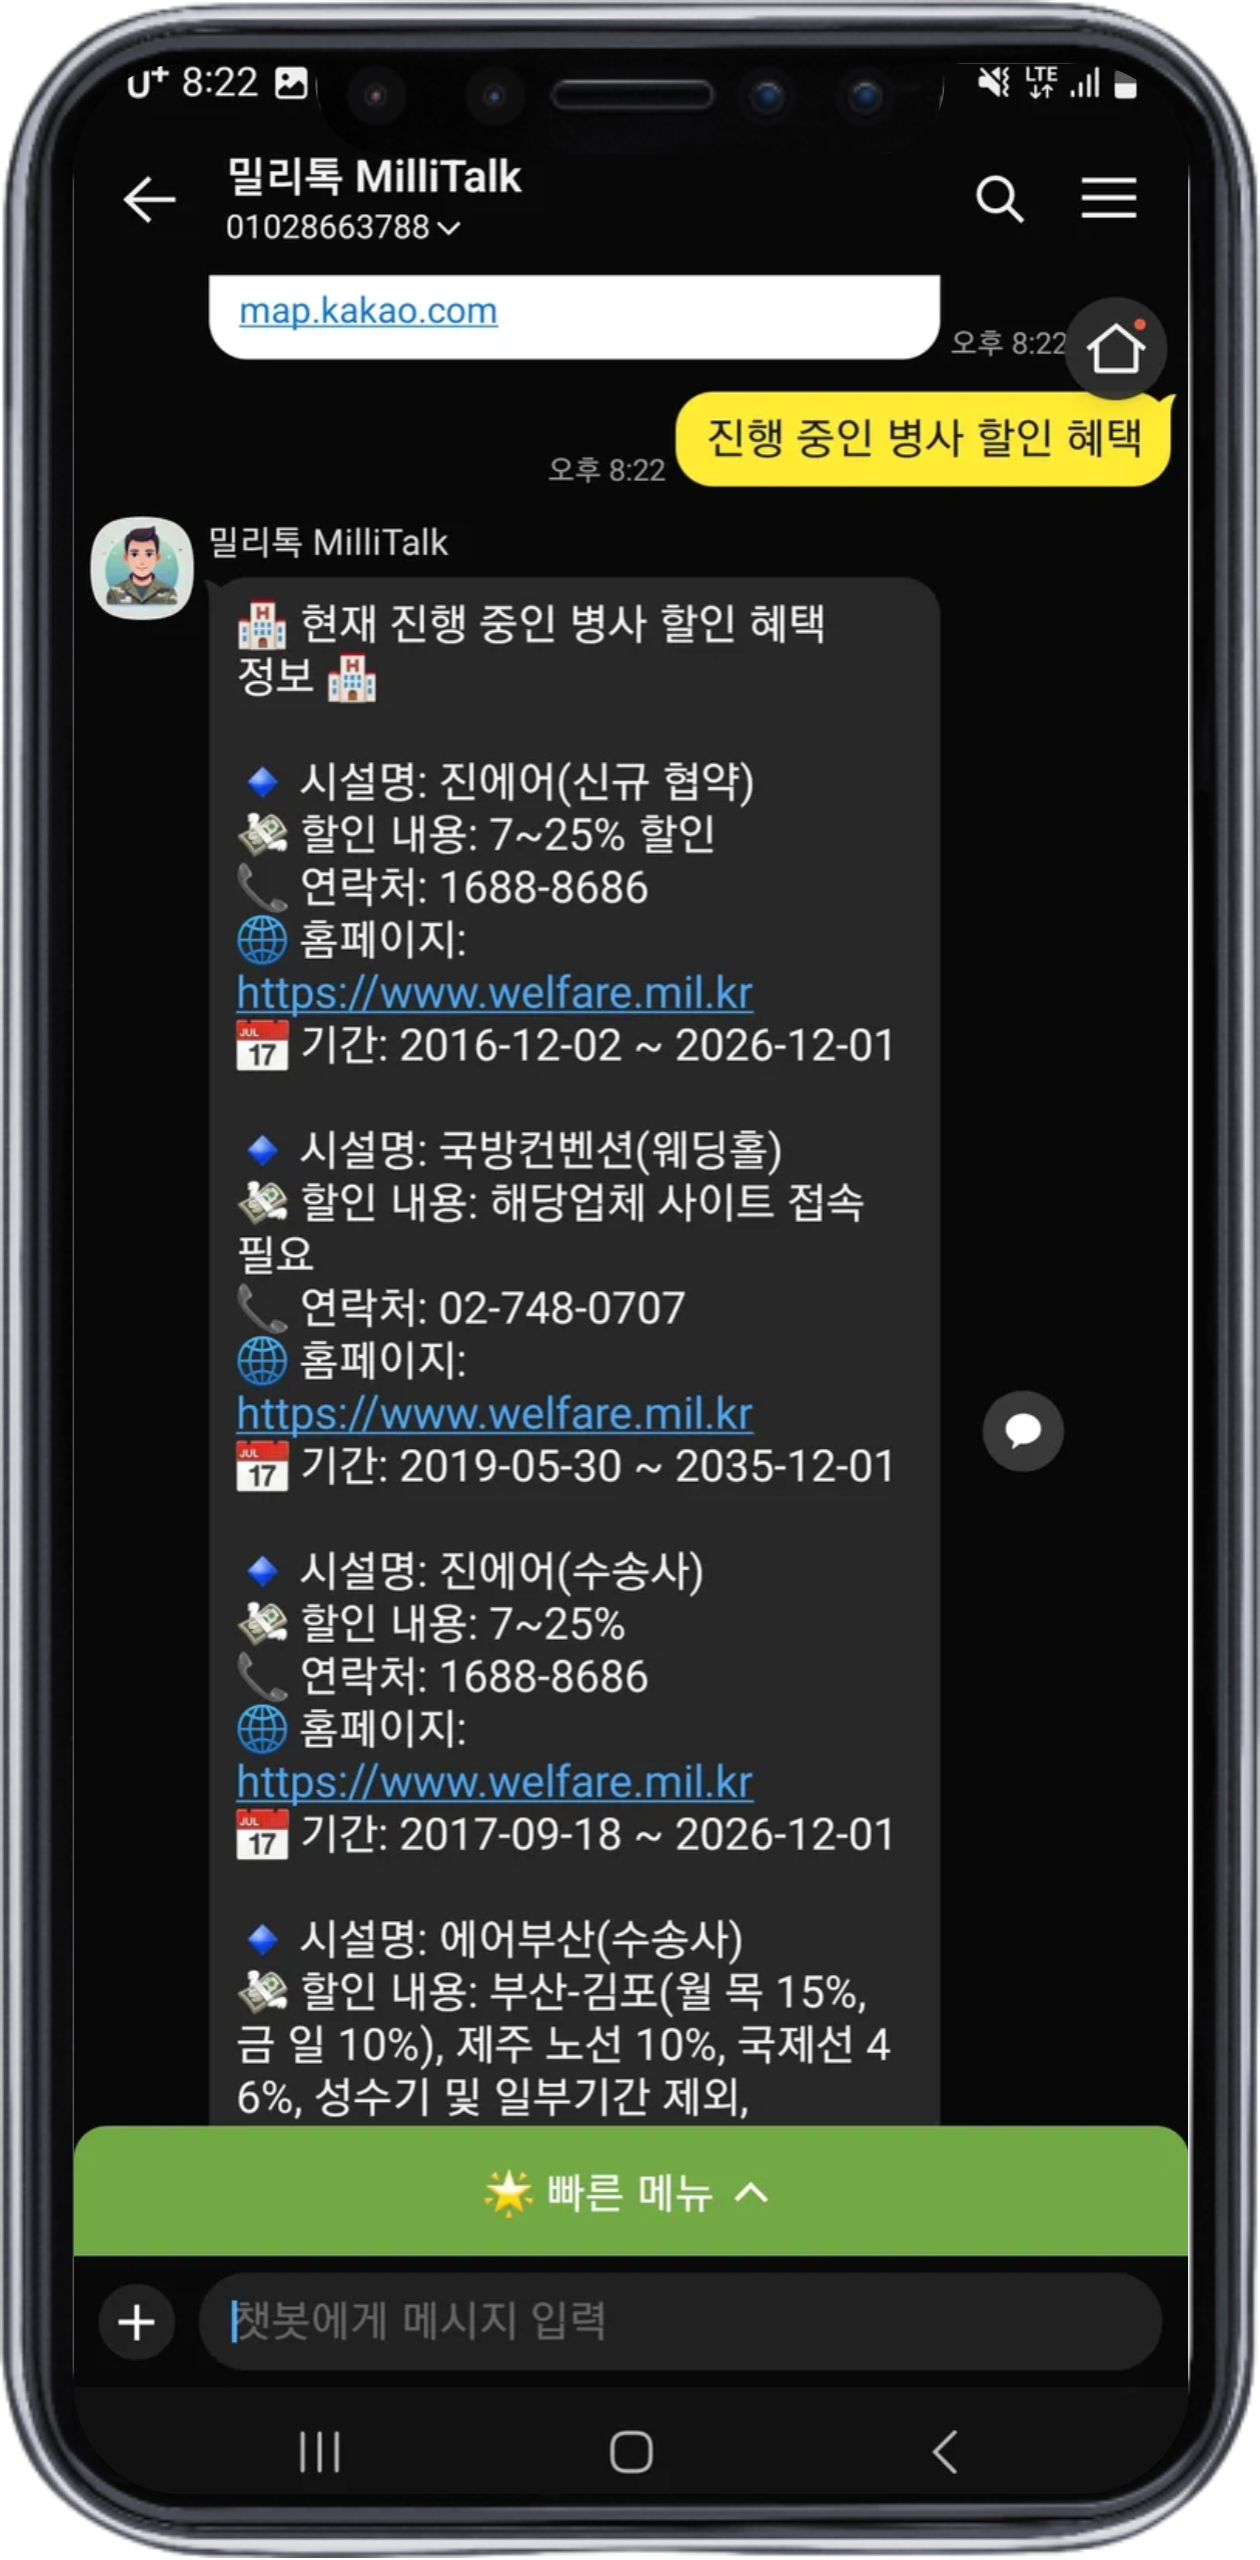 U+ 8:22
LTE
밀리톡 MilliTalk
01028663788
map.kakao.com
오후 8:22
진행 중인 병사 할인 혜택
오후 8:22
밀리톡 MilliTalk
🏥 현재 진행 중인 병사 할인 혜택
정보 🏥
🔹 시설명: 진에어(신규 협약)
💸 할인 내용: 7~25% 할인
📞 연락처: 1688-8686
🌐 홈페이지:
https://www.welfare.mil.kr
📅 기간: 2016-12-02 ~ 2026-12-01
🔹 시설명: 국방컨벤션(웨딩홀)
💸 할인 내용: 해당업체 사이트 접속
필요
📞 연락처: 02-748-0707
🌐 홈페이지:
https://www.welfare.mil.kr
📅 기간: 2019-05-30 ~ 2035-12-01
🔹 시설명: 진에어(수송사)
💸 할인 내용: 7~25%
📞 연락처: 1688-8686
🌐 홈페이지:
https://www.welfare.mil.kr
📅 기간: 2017-09-18 ~ 2026-12-01
🔹 시설명: 에어부산(수송사)
💸 할인 내용: 부산-김포(월 목 15%,
금 일 10%), 제주 노선 10%, 국제선 4
6%, 성수기 및 일부기간 제외,
🌟 빠른 메뉴
챗봇에게 메시지 입력